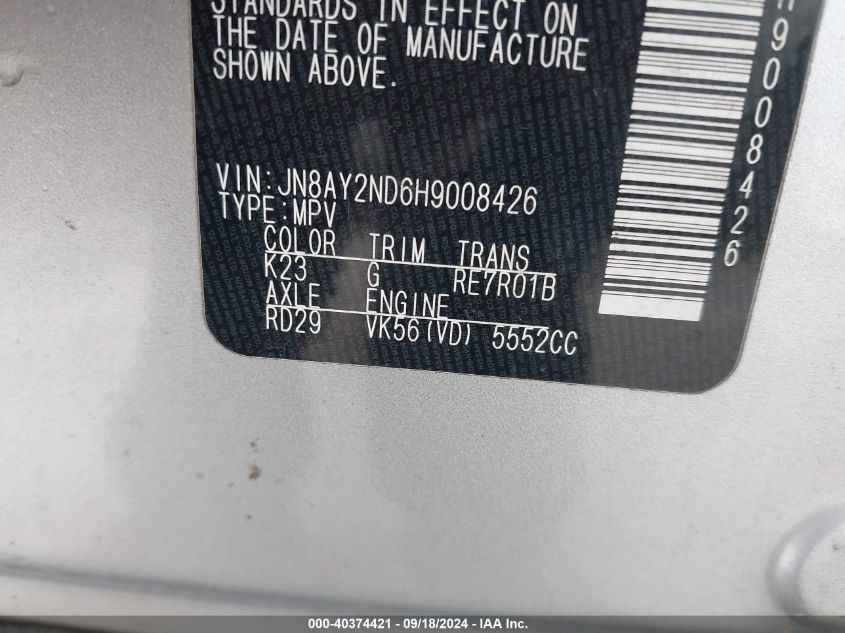 STANDARDS IN EFFECT ON
THE DATE OF MANUFACTURE
SHOWN ABOVE.
VIN:JN8AY2ND6H9008426
TYPE:MPV
COLOR TRIM TRANS
K23 G RE7R01B
AXLE ENGINE
RD29 VK56(VD) 5552CC
H9008426
000-40374421 - 09/18/2024 - IAA Inc.